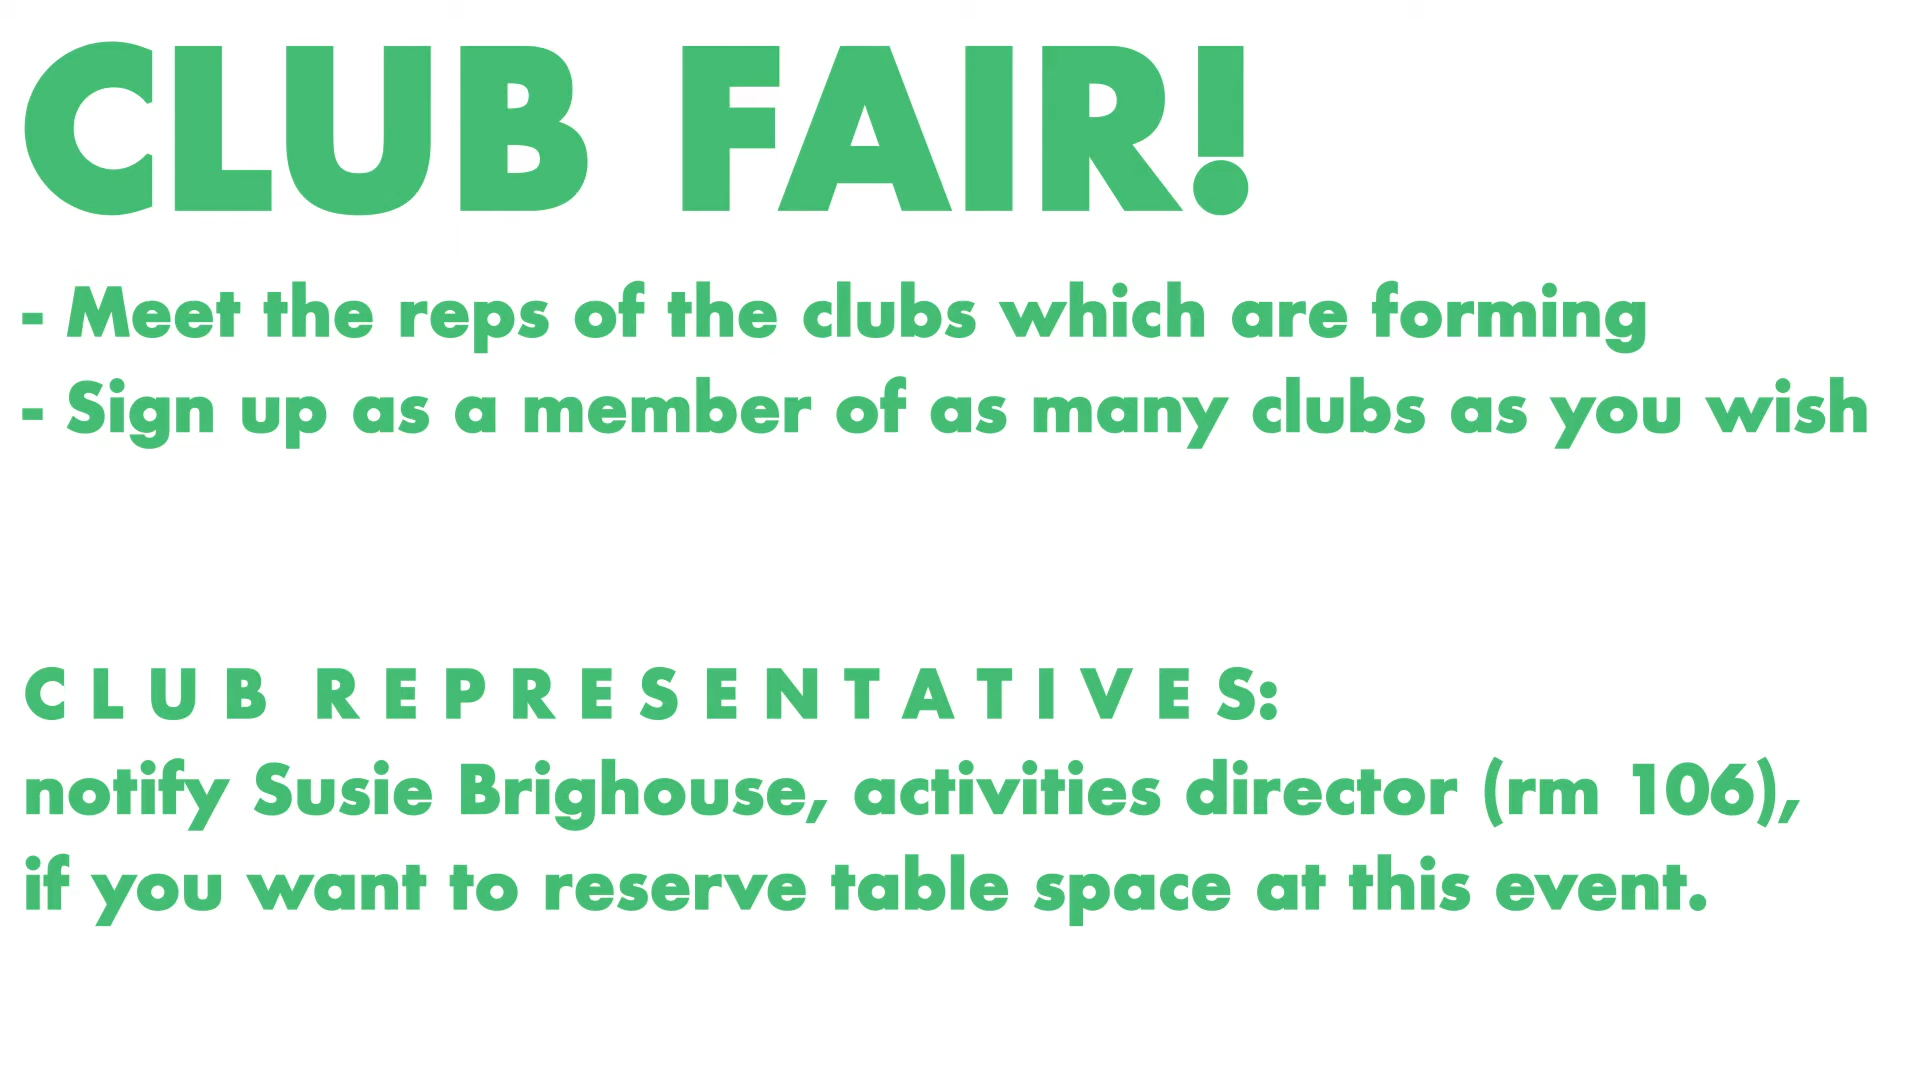 CLUB FAIR!
- Meet the reps of the clubs which are forming
- Sign up as a member of as many clubs as you wish
CLUB REPRESENTATIVES:
notify Susie Brighouse, activities director (rm 106),
if you want to reserve table space at this event.